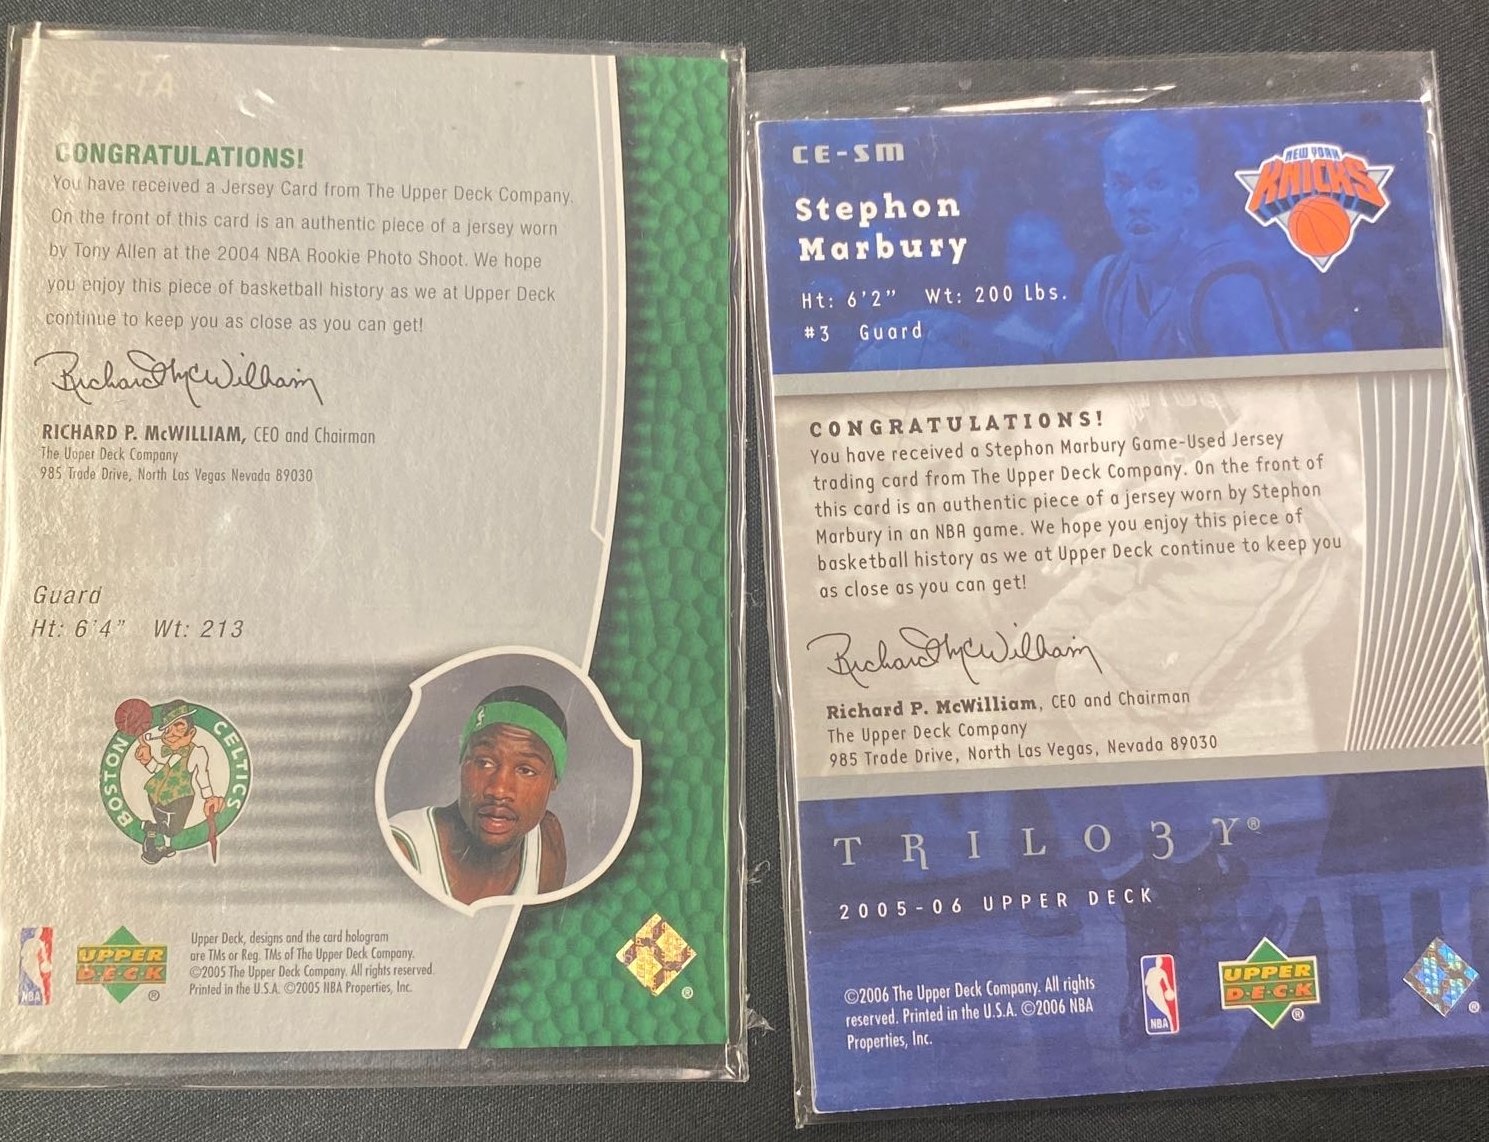 CONGRATULATIONS!
You have received a Jersey Card from The Upper Deck Company.
On the front of this card is an authentic piece of a jersey worn
by Tony Allen at the 2004 NBA Rookie Photo Shoot. We hope
you enjoy this piece of basketball history as we at Upper Deck
continue to keep you as close as you can get!
Richard McWilliam
RICHARD P. McWILLIAM, CEO and Chairman
The Upper Deck Company
985 Trade Drive, North Las Vegas Nevada 89030
Guard
Ht: 6'4" Wt: 213
BOSTON CELTICS
NBA
UPPER
D·E·C·K
®
Upper Deck, designs and the card hologram
are TMs or Reg. TMs of The Upper Deck Company.
©2005 The Upper Deck Company. All rights reserved.
Printed in the U.S.A. ©2005 NBA Properties, Inc.
®
CE-SM
Stephon
Marbury
Ht: 6'2" Wt: 200 Lbs.
#3 Guard
NEW YORK
KNICKS
CONGRATULATIONS!
You have received a Stephon Marbury Game-Used Jersey
trading card from The Upper Deck Company. On the front of
this card is an authentic piece of a jersey worn by Stephon
Marbury in an NBA game. We hope you enjoy this piece of
basketball history as we at Upper Deck continue to keep you
as close as you can get!
Richard McWilliam
Richard P. McWilliam, CEO and Chairman
The Upper Deck Company
985 Trade Drive, North Las Vegas, Nevada 89030
TRILO3Y®
2005-06 UPPER DECK
©2006 The Upper Deck Company. All rights
reserved. Printed in the U.S.A. ©2006 NBA
Properties, Inc.
NBA
UPPER
D·E·C·K
®
®